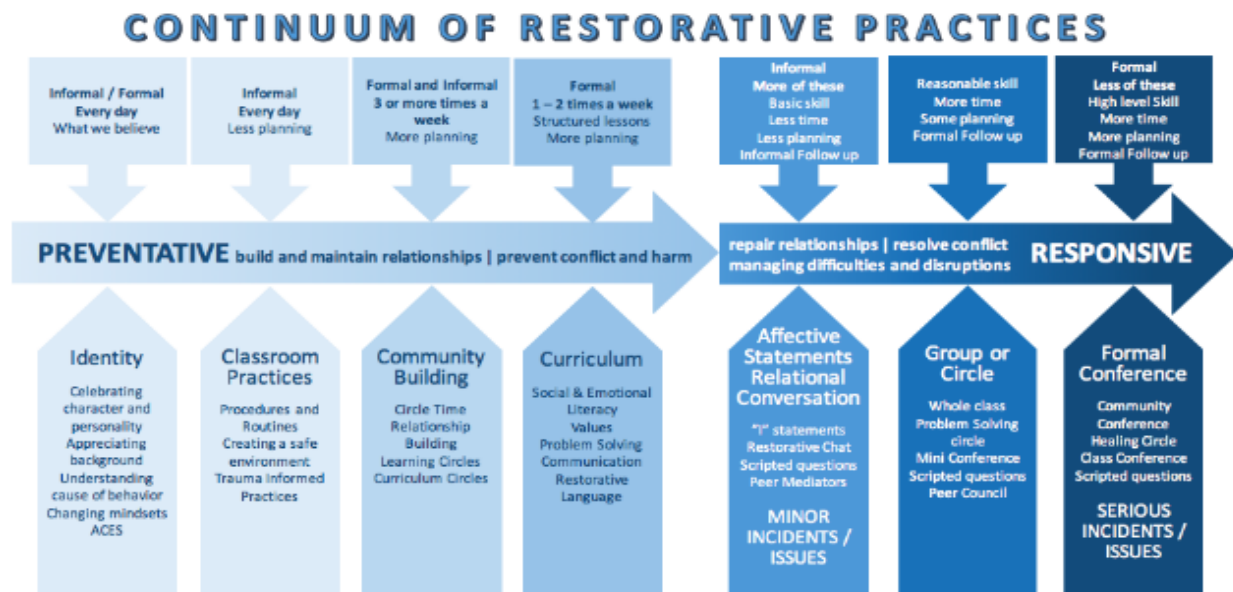 CONTINUUM OF RESTORATIVE PRACTICES
Informal / Formal
Every day
What we believe
Informal
Every day
Less planning
Formal and Informal
3 or more times a
week
More planning
Formal
1 – 2 times a week
Structured lessons
More planning
Informal
More of these
Basic skill
Less time
Less planning
Informal Follow up
Reasonable skill
More time
Some planning
Formal Follow up
Formal
Less of these
High level Skill
More time
More planning
Formal Follow up
PREVENTATIVE build and maintain relationships | prevent conflict and harm
repair relationships | resolve conflict
managing difficulties and disruptions
RESPONSIVE
Identity
Celebrating
character and
personality
Appreciating
background
Understanding
cause of behavior
Changing mindsets
ACES
Classroom
Practices
Procedures and
Routines
Creating a safe
environment
Trauma Informed
Practices
Community
Building
Circle Time
Relationship
Building
Learning Circles
Curriculum Circles
Curriculum
Social & Emotional
Literacy
Values
Problem Solving
Communication
Restorative
Language
Affective
Statements
Relational
Conversation
"I" statements
Restorative Chat
Scripted questions
Peer Mediators
MINOR
INCIDENTS /
ISSUES
Group or
Circle
Whole class
Problem Solving
circle
Mini Conference
Scripted questions
Peer Council
Formal
Conference
Community
Conference
Healing Circle
Class Conference
Scripted questions
SERIOUS
INCIDENTS /
ISSUES